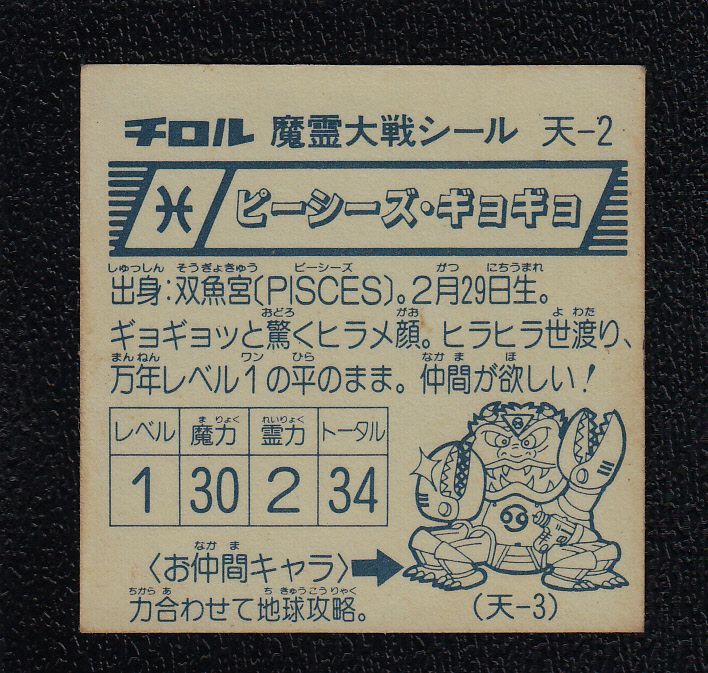 チロル 魔霊大戦シール 天-2
♓ ピーシーズ・ギョギョ
しゅっしん そうぎょきゅう ピーシーズ がつ にちうまれ
出身:双魚宮(PISCES)。2月29日生。
おどろ がお よ わた
ギョギョッと驚くヒラメ顔。ヒラヒラ世渡り、
まんねん ワン ひら なか ま ほ
万年レベル1の平のまま。仲間が欲しい!
ま りょく れいりょく
レベル 魔力 霊力 トータル
1 30 2 34
なか ま
〈お仲間キャラ〉➡
ちから あ ち きゅうこうりゃく
力合わせて地球攻略。
♋
(天-3)